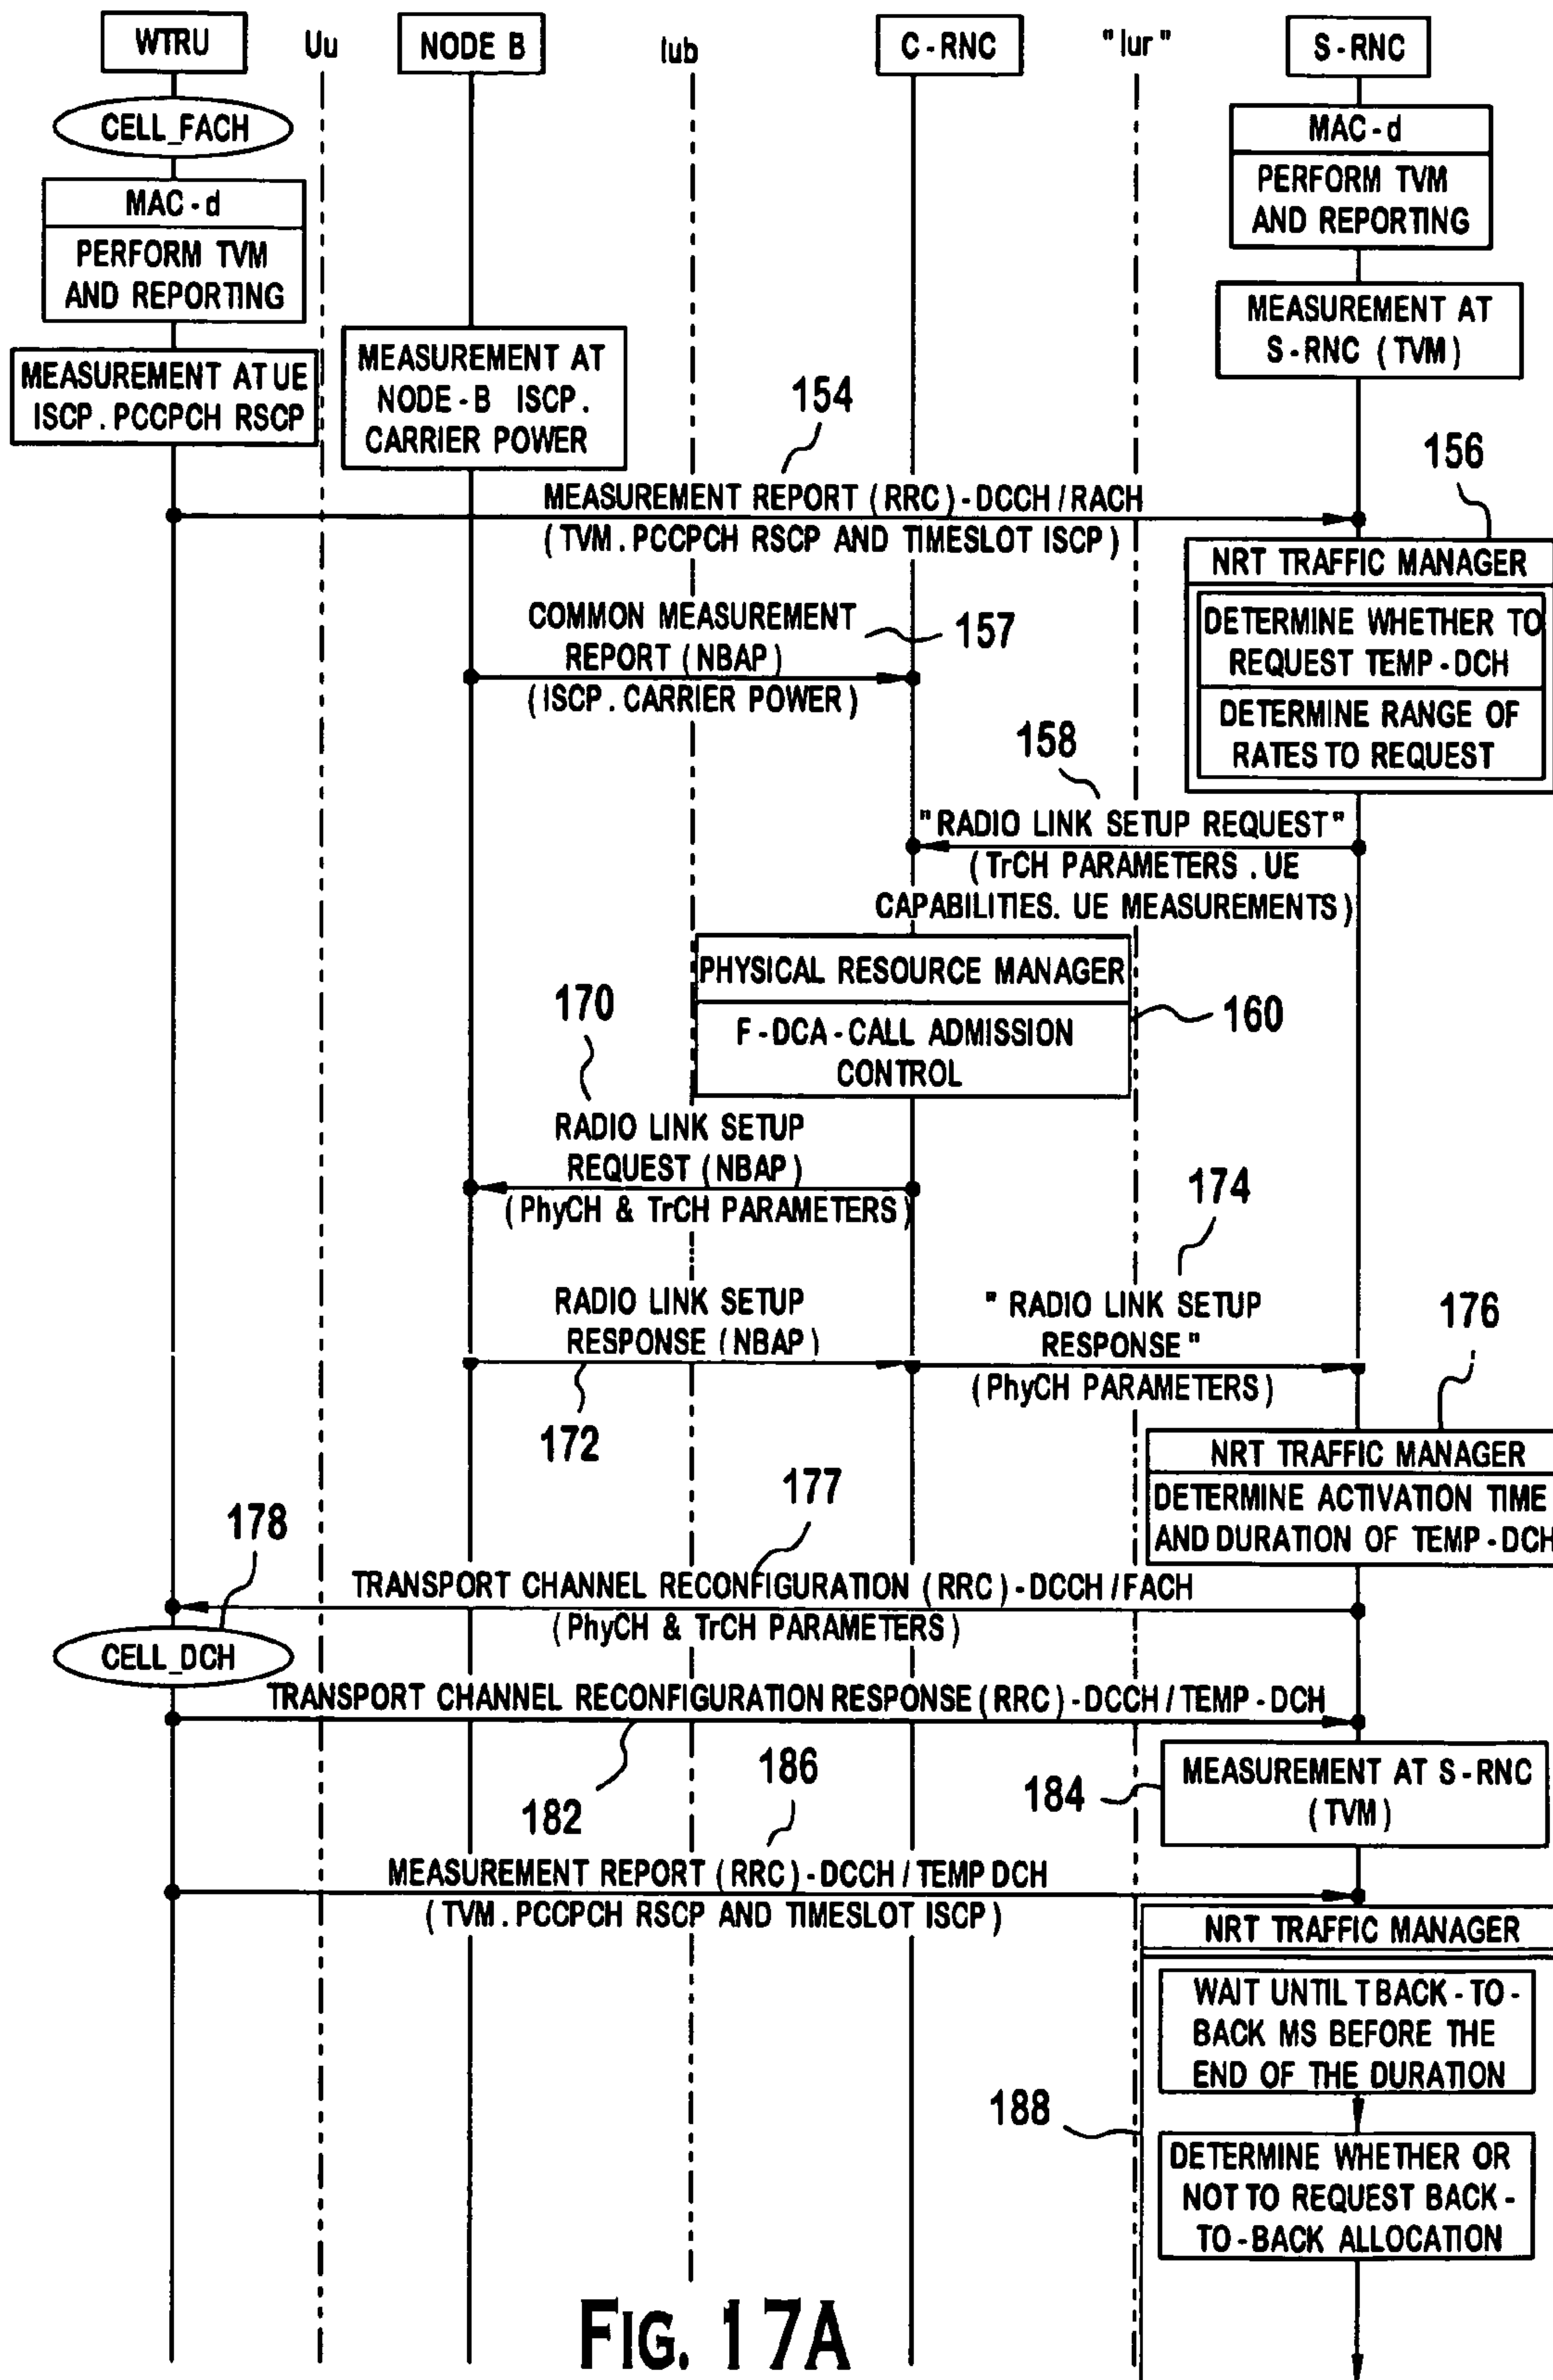 WTRU
Uu
NODE B
Iub
C-RNC
"Iur"
S-RNC
CELL_FACH
MAC-d
PERFORM TVM
AND REPORTING
MEASUREMENT AT UE
ISCP.PCCPCH RSCP
MEASUREMENT AT
NODE-B ISCP.
CARRIER POWER
MAC-d
PERFORM TVM
AND REPORTING
MEASUREMENT AT
S-RNC (TVM)
154
MEASUREMENT REPORT (RRC)-DCCH/RACH
(TVM.PCCPCH RSCP AND TIMESLOT ISCP)
156
NRT TRAFFIC MANAGER
DETERMINE WHETHER TO
REQUEST TEMP-DCH
DETERMINE RANGE OF
RATES TO REQUEST
COMMON MEASUREMENT
REPORT (NBAP)
157
(ISCP.CARRIER POWER)
158
"RADIO LINK SETUP REQUEST"
(TrCH PARAMETERS .UE
CAPABILITIES. UE MEASUREMENTS)
PHYSICAL RESOURCE MANAGER
F-DCA-CALL ADMISSION
CONTROL
160
170
RADIO LINK SETUP
REQUEST (NBAP)
(PhyCH & TrCH PARAMETERS)
174
RADIO LINK SETUP
RESPONSE (NBAP)
172
" RADIO LINK SETUP
RESPONSE"
(PhyCH PARAMETERS)
176
NRT TRAFFIC MANAGER
DETERMINE ACTIVATION TIME
AND DURATION OF TEMP-DCH
177
178
TRANSPORT CHANNEL RECONFIGURATION (RRC)-DCCH/FACH
(PhyCH & TrCH PARAMETERS)
CELL_DCH
TRANSPORT CHANNEL RECONFIGURATION RESPONSE (RRC)-DCCH/TEMP-DCH
182
184
MEASUREMENT AT S-RNC
(TVM)
186
MEASUREMENT REPORT (RRC)-DCCH/TEMP DCH
(TVM.PCCPCH RSCP AND TIMESLOT ISCP)
NRT TRAFFIC MANAGER
WAIT UNTIL T BACK-TO-
BACK MS BEFORE THE
END OF THE DURATION
188
DETERMINE WHETHER OR
NOT TO REQUEST BACK-
TO-BACK ALLOCATION
FIG. 17A